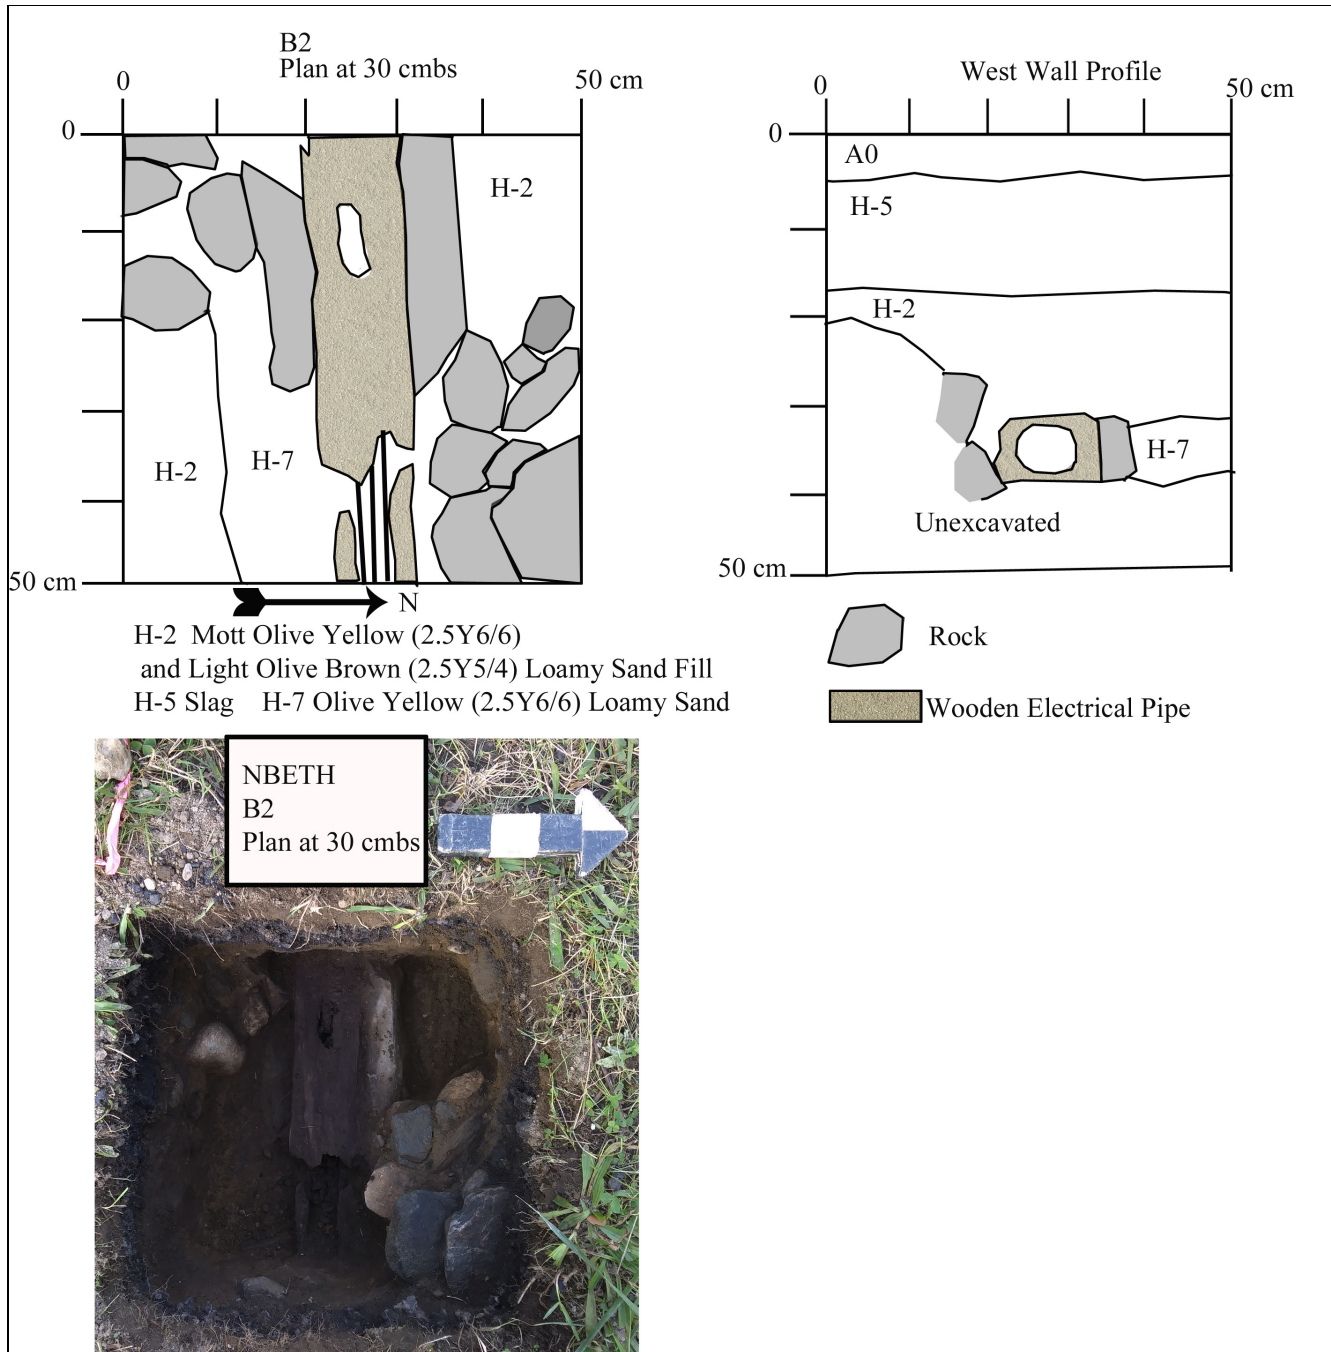 B2
Plan at 30 cmbs
0
50 cm
0
H-2
H-2
H-7
50 cm
N
H-2 Mott Olive Yellow (2.5Y6/6)
and Light Olive Brown (2.5Y5/4) Loamy Sand Fill
H-5 Slag H-7 Olive Yellow (2.5Y6/6) Loamy Sand
West Wall Profile
0
50 cm
0
A0
H-5
H-2
H-7
Unexcavated
50 cm
Rock
Wooden Electrical Pipe
NBETH
B2
Plan at 30 cmbs